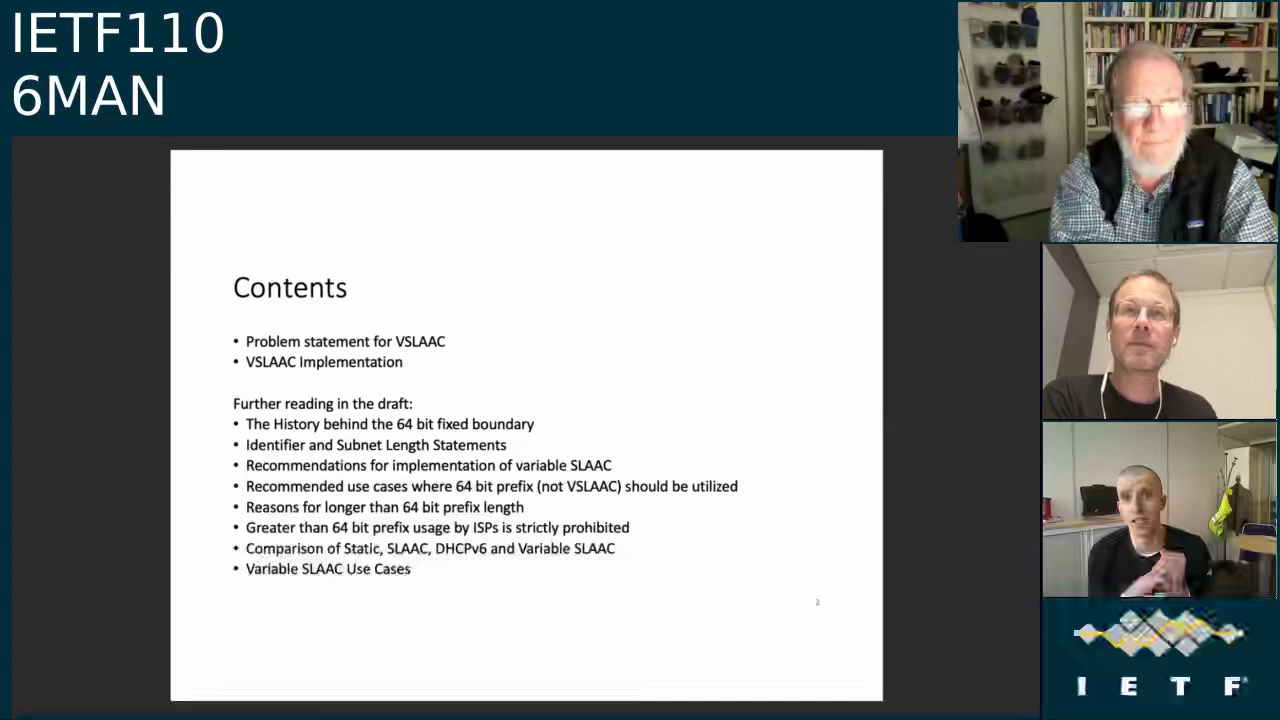 IETF110
6MAN
Contents
• Problem statement for VSLAAC
• VSLAAC Implementation
Further reading in the draft:
• The History behind the 64 bit fixed boundary
• Identifier and Subnet Length Statements
• Recommendations for implementation of variable SLAAC
• Recommended use cases where 64 bit prefix (not VSLAAC) should be utilized
• Reasons for longer than 64 bit prefix length
• Greater than 64 bit prefix usage by ISPs is strictly prohibited
• Comparison of Static, SLAAC, DHCPv6 and Variable SLAAC
• Variable SLAAC Use Cases
2
I E T F